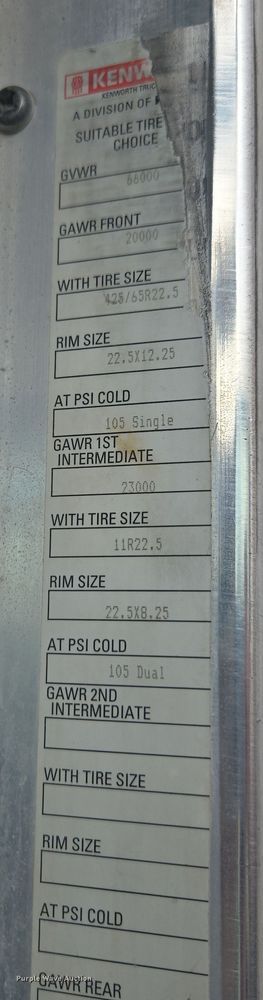 KENW
KENWORTH TRUC
A DIVISION OF
SUITABLE TIRE
CHOICE
GVWR
66000
GAWR FRONT
20000
WITH TIRE SIZE
425/65R22.5
RIM SIZE
22.5X12.25
AT PSI COLD
105 Single
GAWR 1ST
INTERMEDIATE
23000
WITH TIRE SIZE
11R22.5
RIM SIZE
22.5X8.25
AT PSI COLD
105 Dual
GAWR 2ND
INTERMEDIATE
WITH TIRE SIZE
RIM SIZE
AT PSI COLD
GAWR REAR
Purple Wave Auction